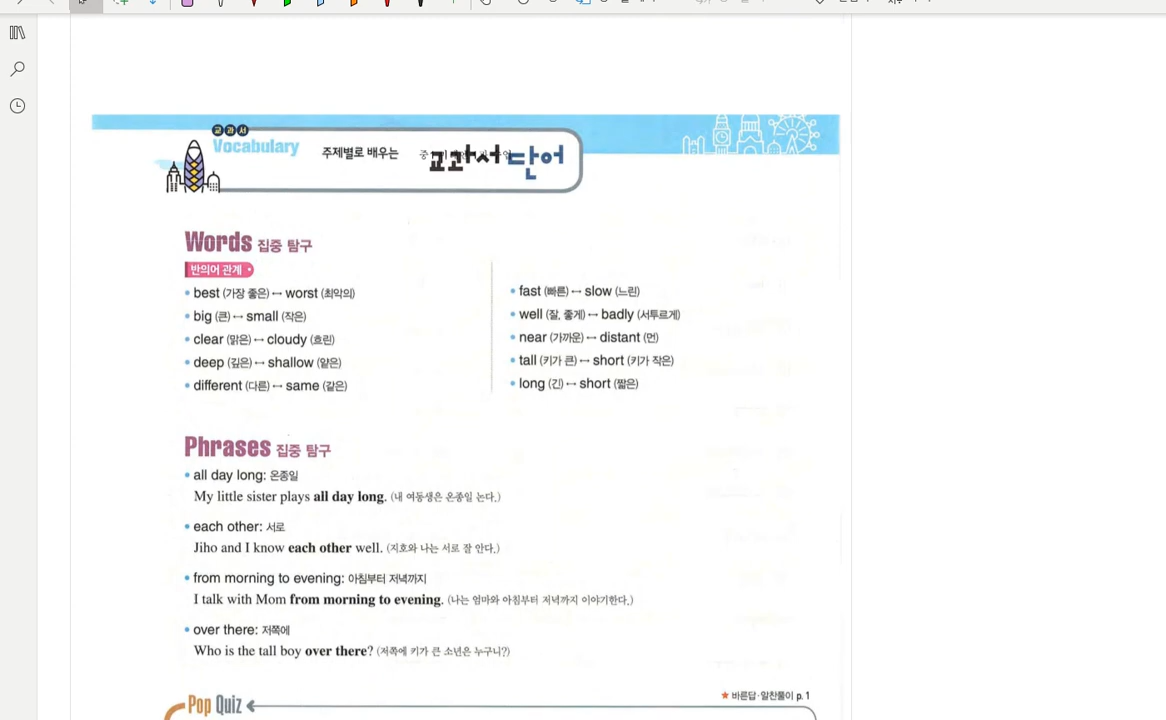 교과서
Vocabulary
주제별로 배우는
교과서 단어
Words 집중 탐구
반의어 관계
• best (가장 좋은) ↔ worst (최악의)
• big (큰) ↔ small (작은)
• clear (맑은) ↔ cloudy (흐린)
• deep (깊은) ↔ shallow (얕은)
• different (다른) ↔ same (같은)
• fast (빠른) ↔ slow (느린)
• well (잘, 좋게) ↔ badly (서투르게)
• near (가까운) ↔ distant (먼)
• tall (키가 큰) ↔ short (키가 작은)
• long (긴) ↔ short (짧은)
Phrases 집중 탐구
• all day long: 온종일
My little sister plays all day long. (내 여동생은 온종일 논다.)
• each other: 서로
Jiho and I know each other well. (지호와 나는 서로 잘 안다.)
• from morning to evening: 아침부터 저녁까지
I talk with Mom from morning to evening. (나는 엄마와 아침부터 저녁까지 이야기한다.)
• over there: 저쪽에
Who is the tall boy over there? (저쪽에 키가 큰 소년은 누구니?)
★ 바른답·알찬풀이 p. 1
Pop Quiz